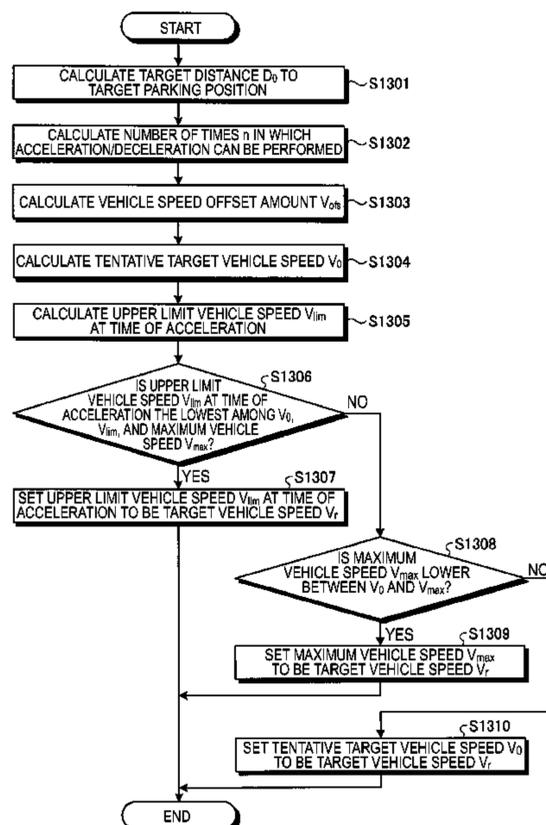 START
CALCULATE TARGET DISTANCE D0 TO
TARGET PARKING POSITION
S1301
CALCULATE NUMBER OF TIMES n IN WHICH
ACCELERATION/DECELERATION CAN BE PERFORMED
S1302
CALCULATE VEHICLE SPEED OFFSET AMOUNT Vofs
S1303
CALCULATE TENTATIVE TARGET VEHICLE SPEED V0
S1304
CALCULATE UPPER LIMIT VEHICLE SPEED Vlim
AT TIME OF ACCELERATION
S1305
S1306
IS UPPER LIMIT
VEHICLE SPEED Vlim AT TIME OF
ACCELERATION THE LOWEST AMONG V0,
Vlim, AND MAXIMUM VEHICLE
SPEED Vmax?
NO
YES
S1307
SET UPPER LIMIT VEHICLE SPEED Vlim AT TIME OF
ACCELERATION TO BE TARGET VEHICLE SPEED Vr
S1308
IS MAXIMUM
VEHICLE SPEED Vmax LOWER
BETWEEN V0 AND Vmax?
NO
YES
S1309
SET MAXIMUM VEHICLE SPEED Vmax
TO BE TARGET VEHICLE SPEED Vr
S1310
SET TENTATIVE TARGET VEHICLE SPEED V0
TO BE TARGET VEHICLE SPEED Vr
END